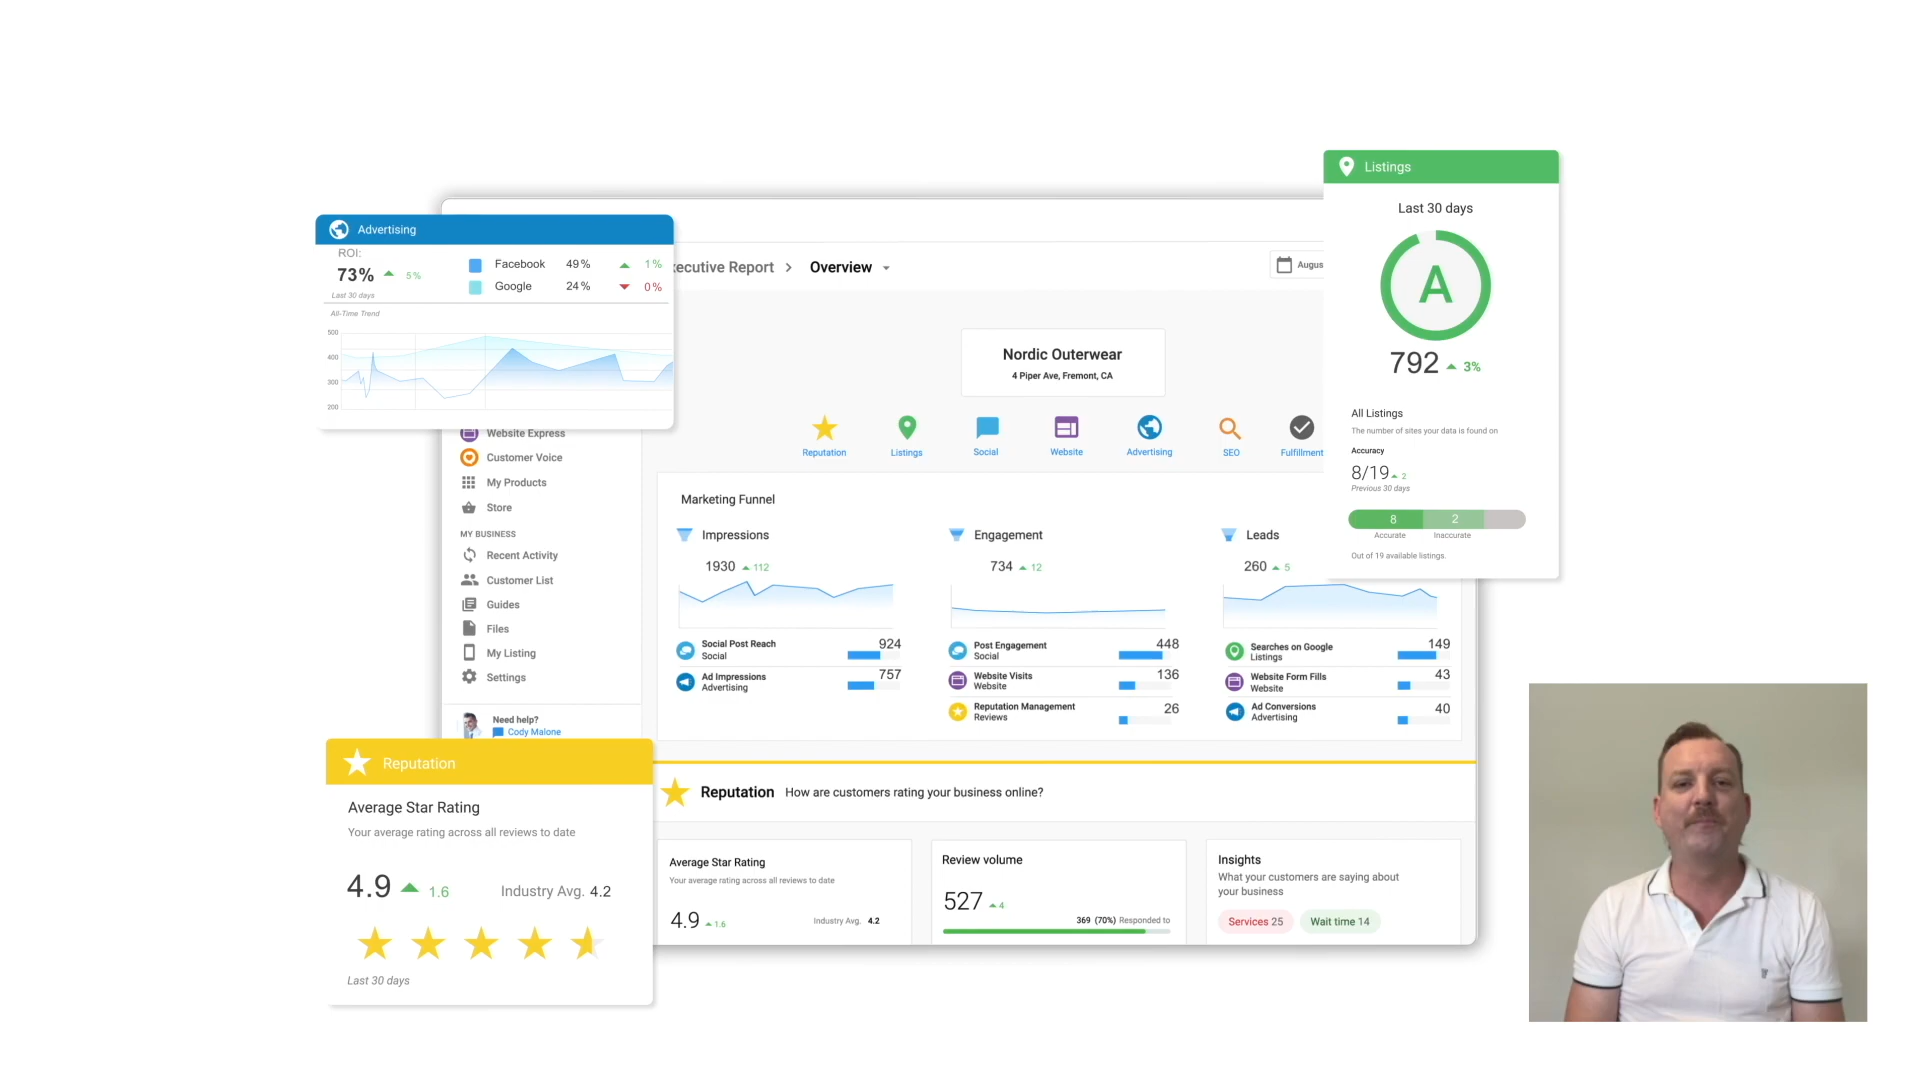 Listings
Last 30 days
A
792 3%
All Listings
The number of sites your data is found on
Accuracy
8/19 2
Previous 30 days
8 2
Accurate Inaccurate
Out of 19 available listings.
Advertising
ROI:
73% 5%
Last 30 days
Facebook 49% 1%
Google 24% 0%
All-Time Trend
500
400
300
200
xecutive Report > Overview
Augus
Nordic Outerwear
4 Piper Ave, Fremont, CA
Reputation Listings Social Website Advertising SEO Fulfillment
Website Express
Customer Voice
My Products
Store
MY BUSINESS
Recent Activity
Customer List
Guides
Files
My Listing
Settings
Need help?
Cody Malone
Marketing Funnel
Impressions
1930 112
Social Post Reach 924
Social
Ad Impressions 757
Advertising
Engagement
734 12
Post Engagement 448
Social
Website Visits 136
Website
Reputation Management 26
Reviews
Leads
260 5
Searches on Google 149
Listings
Website Form Fills 43
Website
Ad Conversions 40
Advertising
Reputation
Average Star Rating
Your average rating across all reviews to date
4.9 1.6 Industry Avg. 4.2
Last 30 days
Reputation How are customers rating your business online?
Average Star Rating
Your average rating across all reviews to date
4.9 1.6 Industry Avg. 4.2
Review volume
527 4
369 (70%) Responded to
Insights
What your customers are saying about
your business
Services 25 Wait time 14